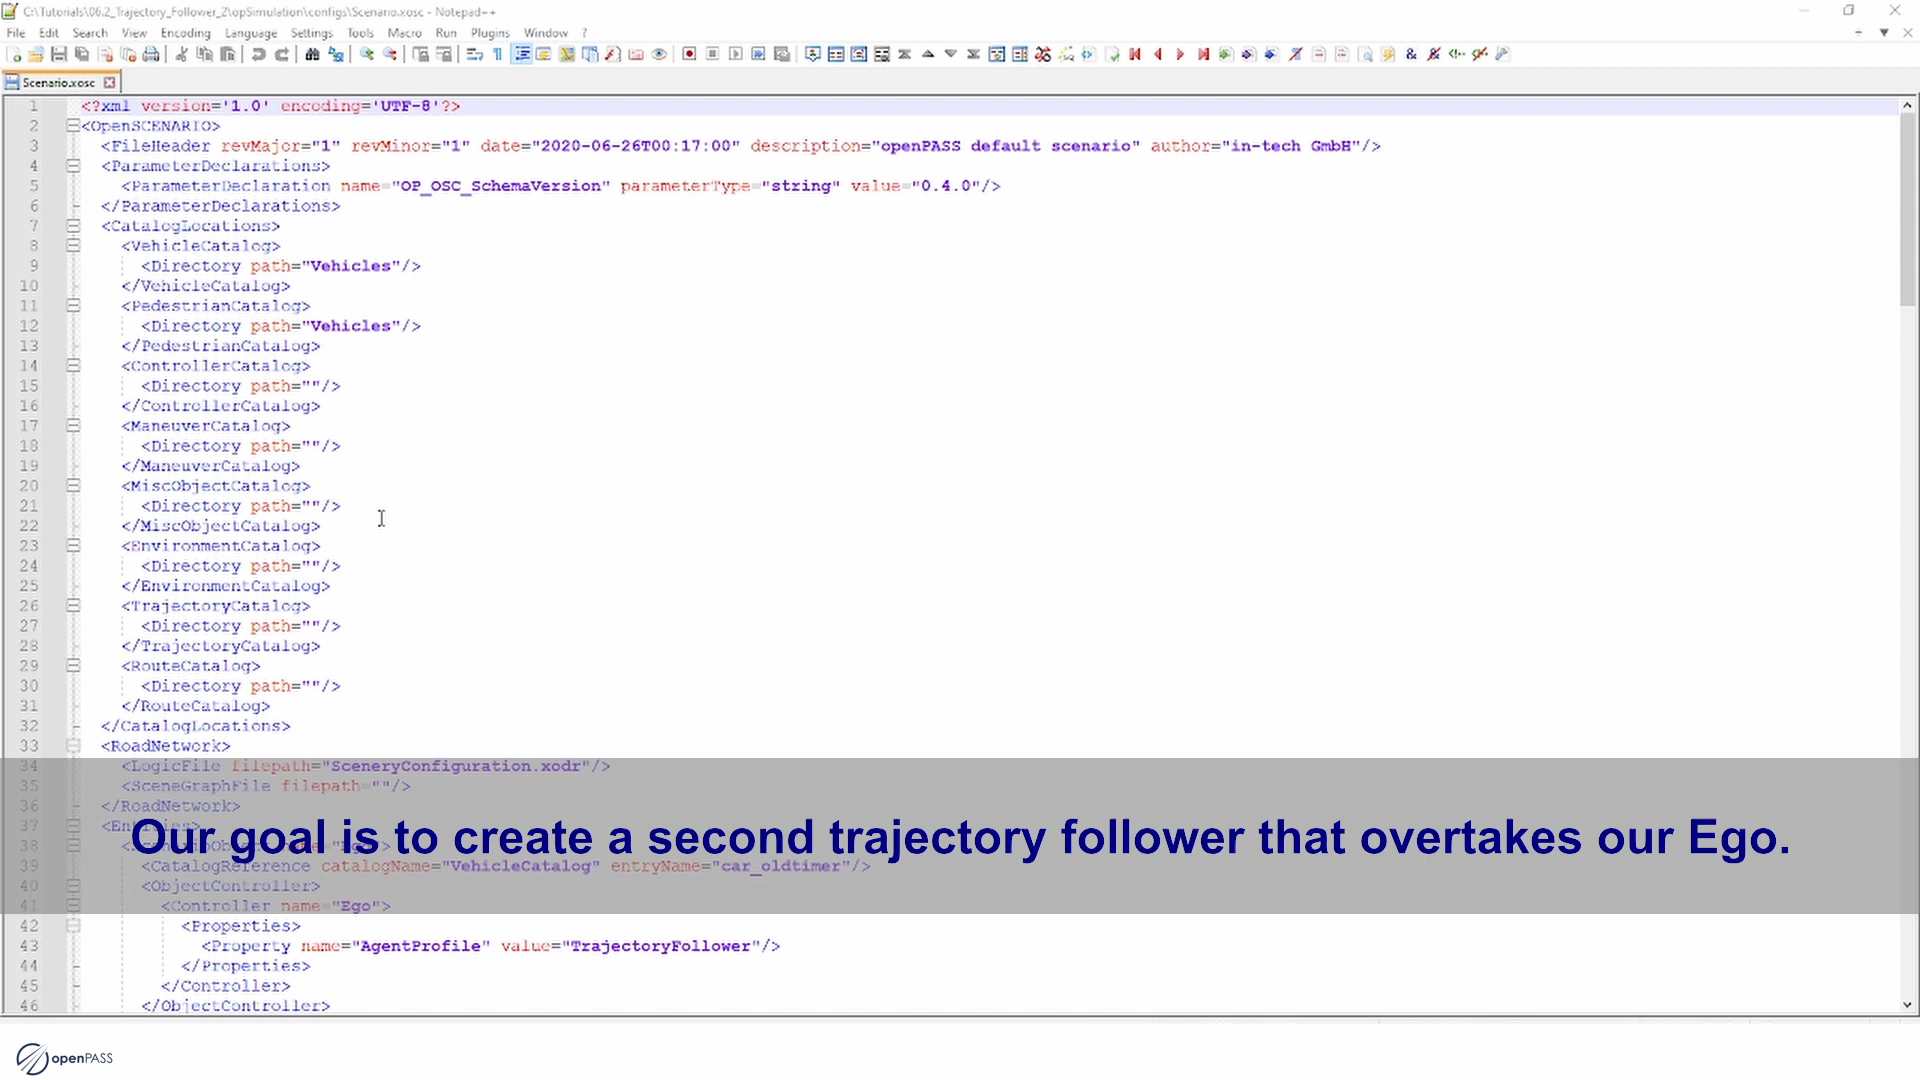 C:\Tutorials\06.2_Trajectory_Follower_2\opSimulation\configs\Scenario.xosc - Notepad++
File Edit Search View Encoding Language Settings Tools Macro Run Plugins Window ?
Scenario.xosc
1 <?xml version='1.0' encoding='UTF-8'?>
2 <OpenSCENARIO>
3 <FileHeader revMajor="1" revMinor="1" date="2020-06-26T00:17:00" description="openPASS default scenario" author="in-tech GmbH"/>
4 <ParameterDeclarations>
5 <ParameterDeclaration name="OP_OSC_SchemaVersion" parameterType="string" value="0.4.0"/>
6 </ParameterDeclarations>
7 <CatalogLocations>
8 <VehicleCatalog>
9 <Directory path="Vehicles"/>
10 </VehicleCatalog>
11 <PedestrianCatalog>
12 <Directory path="Vehicles"/>
13 </PedestrianCatalog>
14 <ControllerCatalog>
15 <Directory path=""/>
16 </ControllerCatalog>
17 <ManeuverCatalog>
18 <Directory path=""/>
19 </ManeuverCatalog>
20 <MiscObjectCatalog>
21 <Directory path=""/>
22 </MiscObjectCatalog>
23 <EnvironmentCatalog>
24 <Directory path=""/>
25 </EnvironmentCatalog>
26 <TrajectoryCatalog>
27 <Directory path=""/>
28 </TrajectoryCatalog>
29 <RouteCatalog>
30 <Directory path=""/>
31 </RouteCatalog>
32 </CatalogLocations>
33 <RoadNetwork>
34 <LogicFile filepath="SceneryConfiguration.xodr"/>
35 <SceneGraphFile filepath=""/>
36 </RoadNetwork>
37
Our goal is to create a second trajectory follower that overtakes our Ego.
38
39 <CatalogReference catalogName="VehicleCatalog" entryName="car_oldtimer"/>
40 <ObjectController>
41 <Controller name="Ego">
42 <Properties>
43 <Property name="AgentProfile" value="TrajectoryFollower"/>
44 </Properties>
45 </Controller>
46 </ObjectController>
openPASS